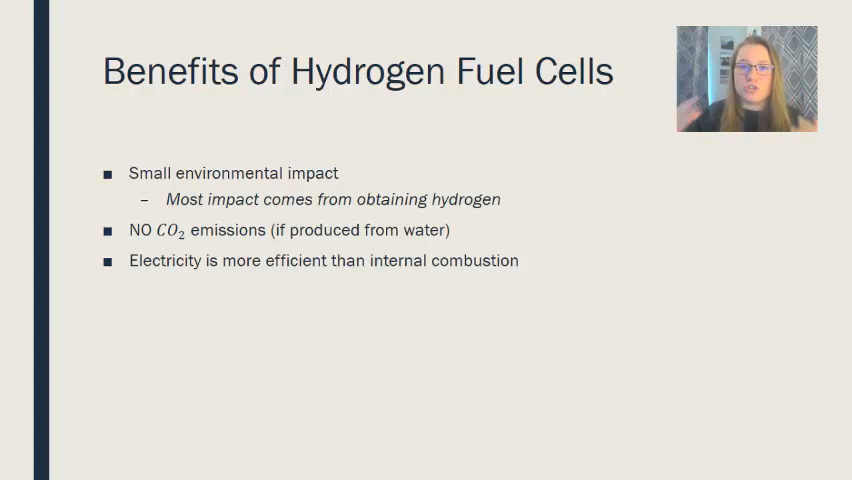 Benefits of Hydrogen Fuel Cells
■ Small environmental impact
– Most impact comes from obtaining hydrogen
■ NO CO₂ emissions (if produced from water)
■ Electricity is more efficient than internal combustion